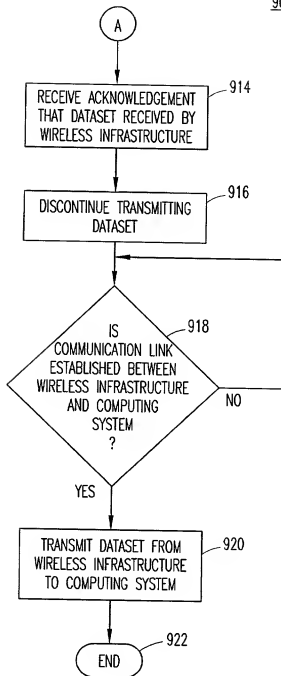 A
RECEIVE ACKNOWLEDGEMENT
THAT DATASET RECEIVED BY
WIRELESS INFRASTRUCTURE
914
DISCONTINUE TRANSMITTING
DATASET
916
IS
COMMUNICATION LINK
ESTABLISHED BETWEEN
WIRELESS INFRASTRUCTURE
AND COMPUTING
SYSTEM
?
918
NO
YES
TRANSMIT DATASET FROM
WIRELESS INFRASTRUCTURE
TO COMPUTING SYSTEM
920
END
922